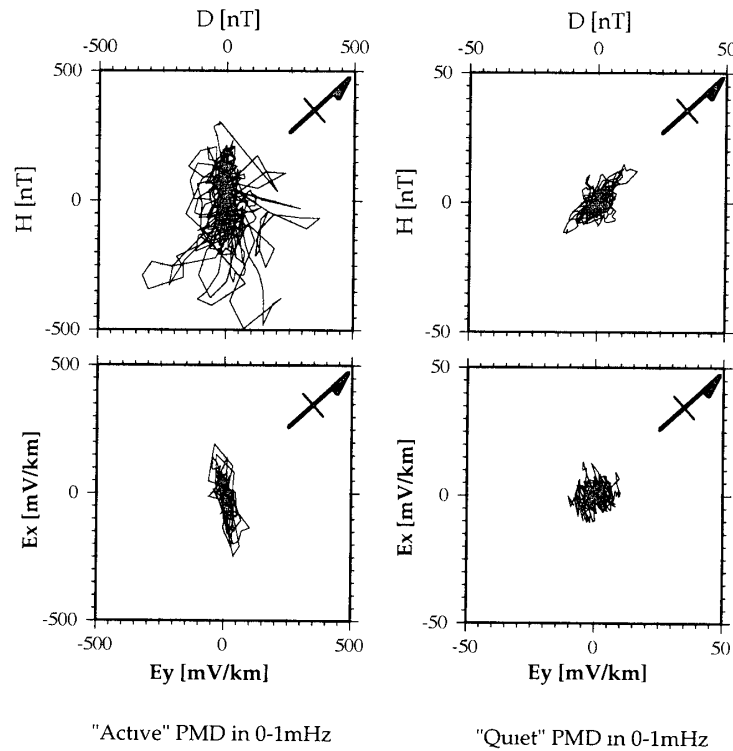 D [nT]
D [nT]
-500 0 500
-50 0 50
500
50
H [nT]
0
H [nT]
0
-500
-50
500
50
Ex [mV/km]
0
Ex [mV/km]
0
-500
-50
-500 0 500
-50 0 50
Ey [mV/km]
Ey [mV/km]
"Active" PMD in 0-1mHz
"Quiet" PMD in 0-1mHz